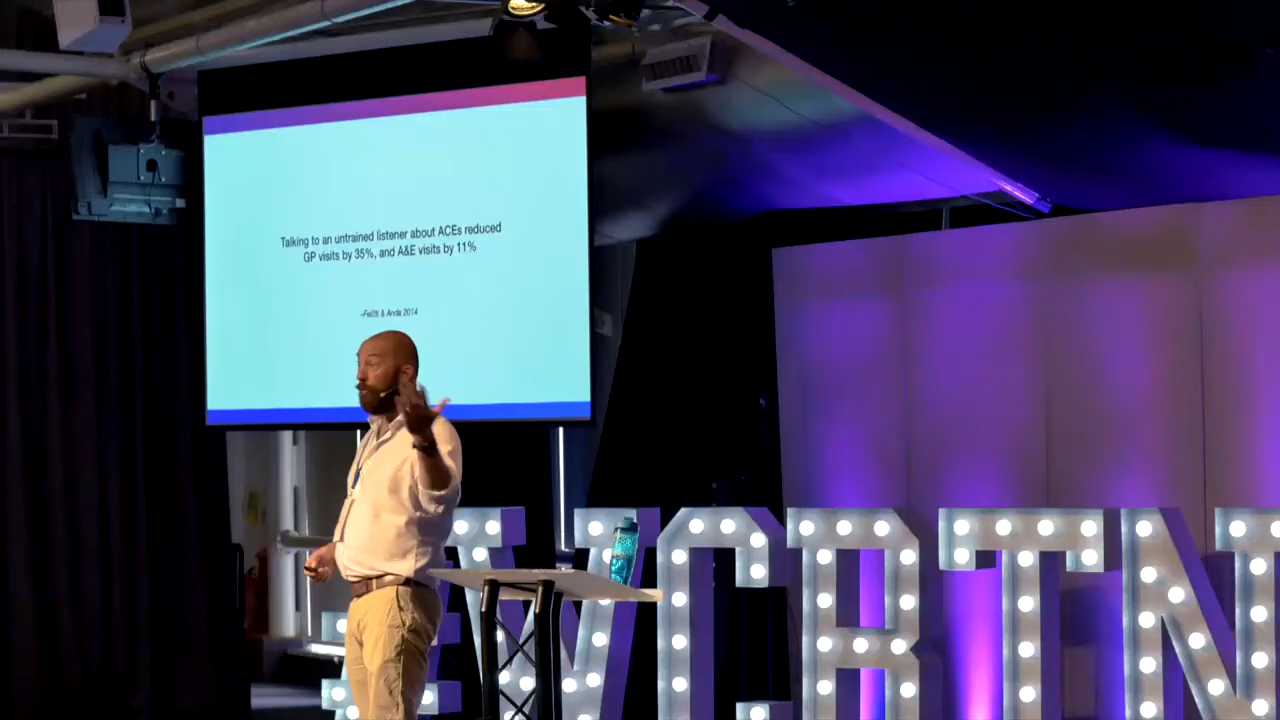 Talking to an untrained listener about ACEs reduced
GP visits by 35%, and A&E visits by 11%
–Felitti & Anda 2014
#WCBTN